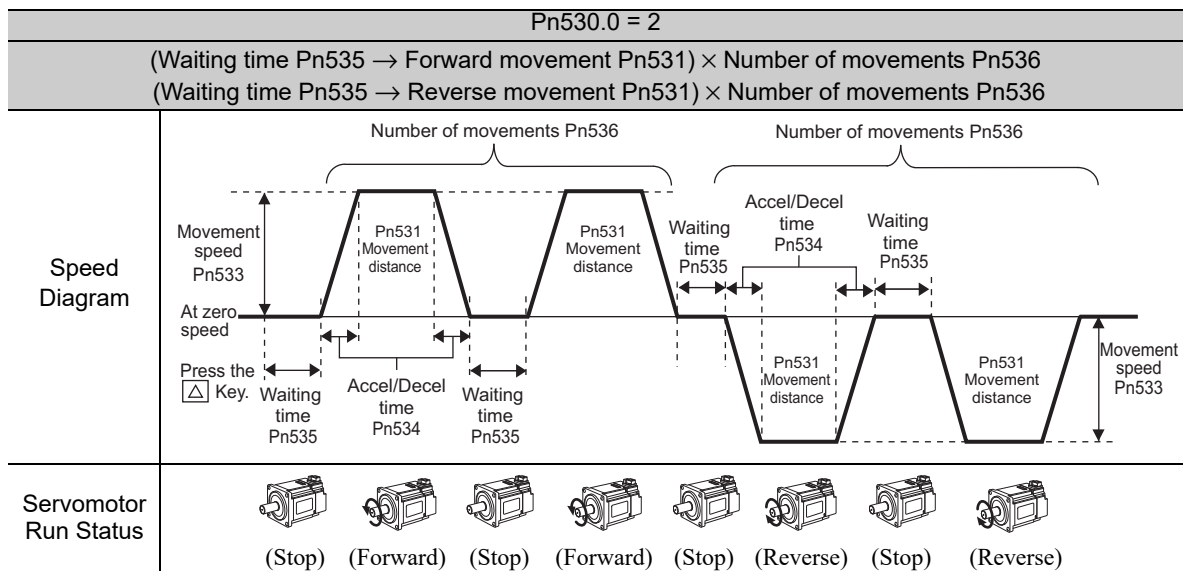 Pn530.0 = 2
(Waiting time Pn535 → Forward movement Pn531) × Number of movements Pn536
(Waiting time Pn535 → Reverse movement Pn531) × Number of movements Pn536
Speed
Diagram
Number of movements Pn536
Number of movements Pn536
Movement
speed
Pn533
Pn531
Movement
distance
Pn531
Movement
distance
Waiting
time
Pn535
Accel/Decel
time
Pn534
Waiting
time
Pn535
At zero
speed
Press the
△ Key.
Waiting
time
Pn535
Accel/Decel
time
Pn534
Waiting
time
Pn535
Pn531
Movement
distance
Pn531
Movement
distance
Movement
speed
Pn533
Servomotor
Run Status
(Stop) (Forward) (Stop) (Forward) (Stop) (Reverse) (Stop) (Reverse)